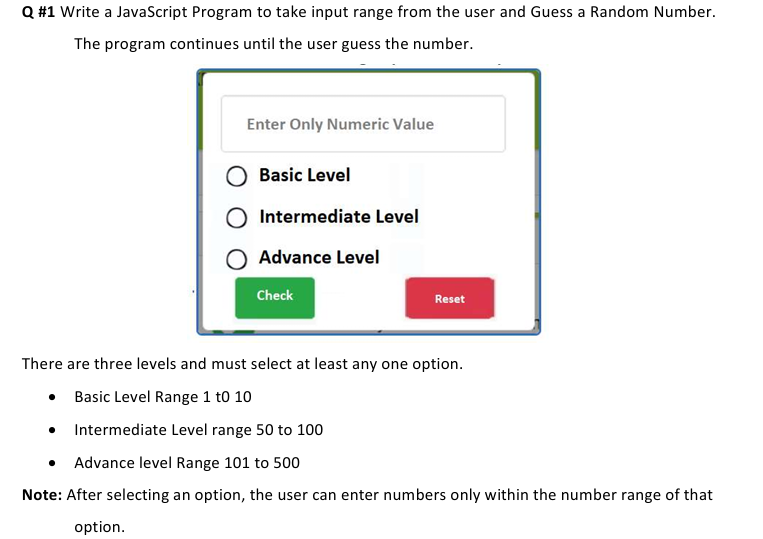 Q #1 Write a JavaScript Program to take input range from the user and Guess a Random Number.
The program continues until the user guess the number.
Enter Only Numeric Value
Basic Level
Intermediate Level
Advance Level
Check
Reset
There are three levels and must select at least any one option.
• Basic Level Range 1 t0 10
• Intermediate Level range 50 to 100
• Advance level Range 101 to 500
Note: After selecting an option, the user can enter numbers only within the number range of that
option.